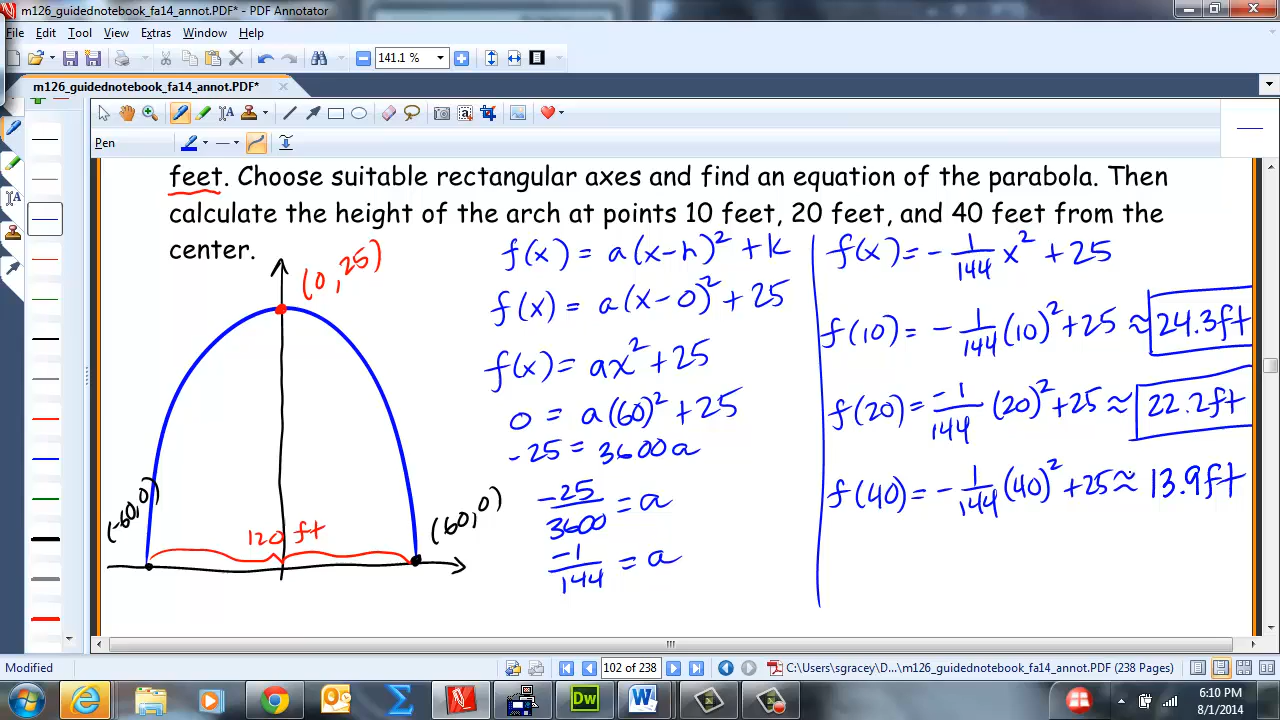 m126_guidednotebook_fa14_annot.PDF* - PDF Annotator
File Edit Tool View Extras Window Help
141.1 %
m126_guidednotebook_fa14_annot.PDF*
Pen
feet. Choose suitable rectangular axes and find an equation of the parabola. Then
calculate the height of the arch at points 10 feet, 20 feet, and 40 feet from the
center.
(0, 25)
(-60, 0)
120 ft
(60, 0)
f(x) = a(x-h)² + k
f(x) = a(x-0)² + 25
f(x) = ax² + 25
0 = a(60)² + 25
-25 = 3600a
-25/3600 = a
-1/144 = a
f(x) = -1/144 x² + 25
f(10) = -1/144 (10)² + 25 ≈ 24.3ft
f(20) = -1/144 (20)² + 25 ≈ 22.2ft
f(40) = -1/144 (40)² + 25 ≈ 13.9ft
Modified
102 of 238
C:\Users\sgracey\D...\m126_guidednotebook_fa14_annot.PDF (238 Pages)
Dw
6:10 PM
8/1/2014